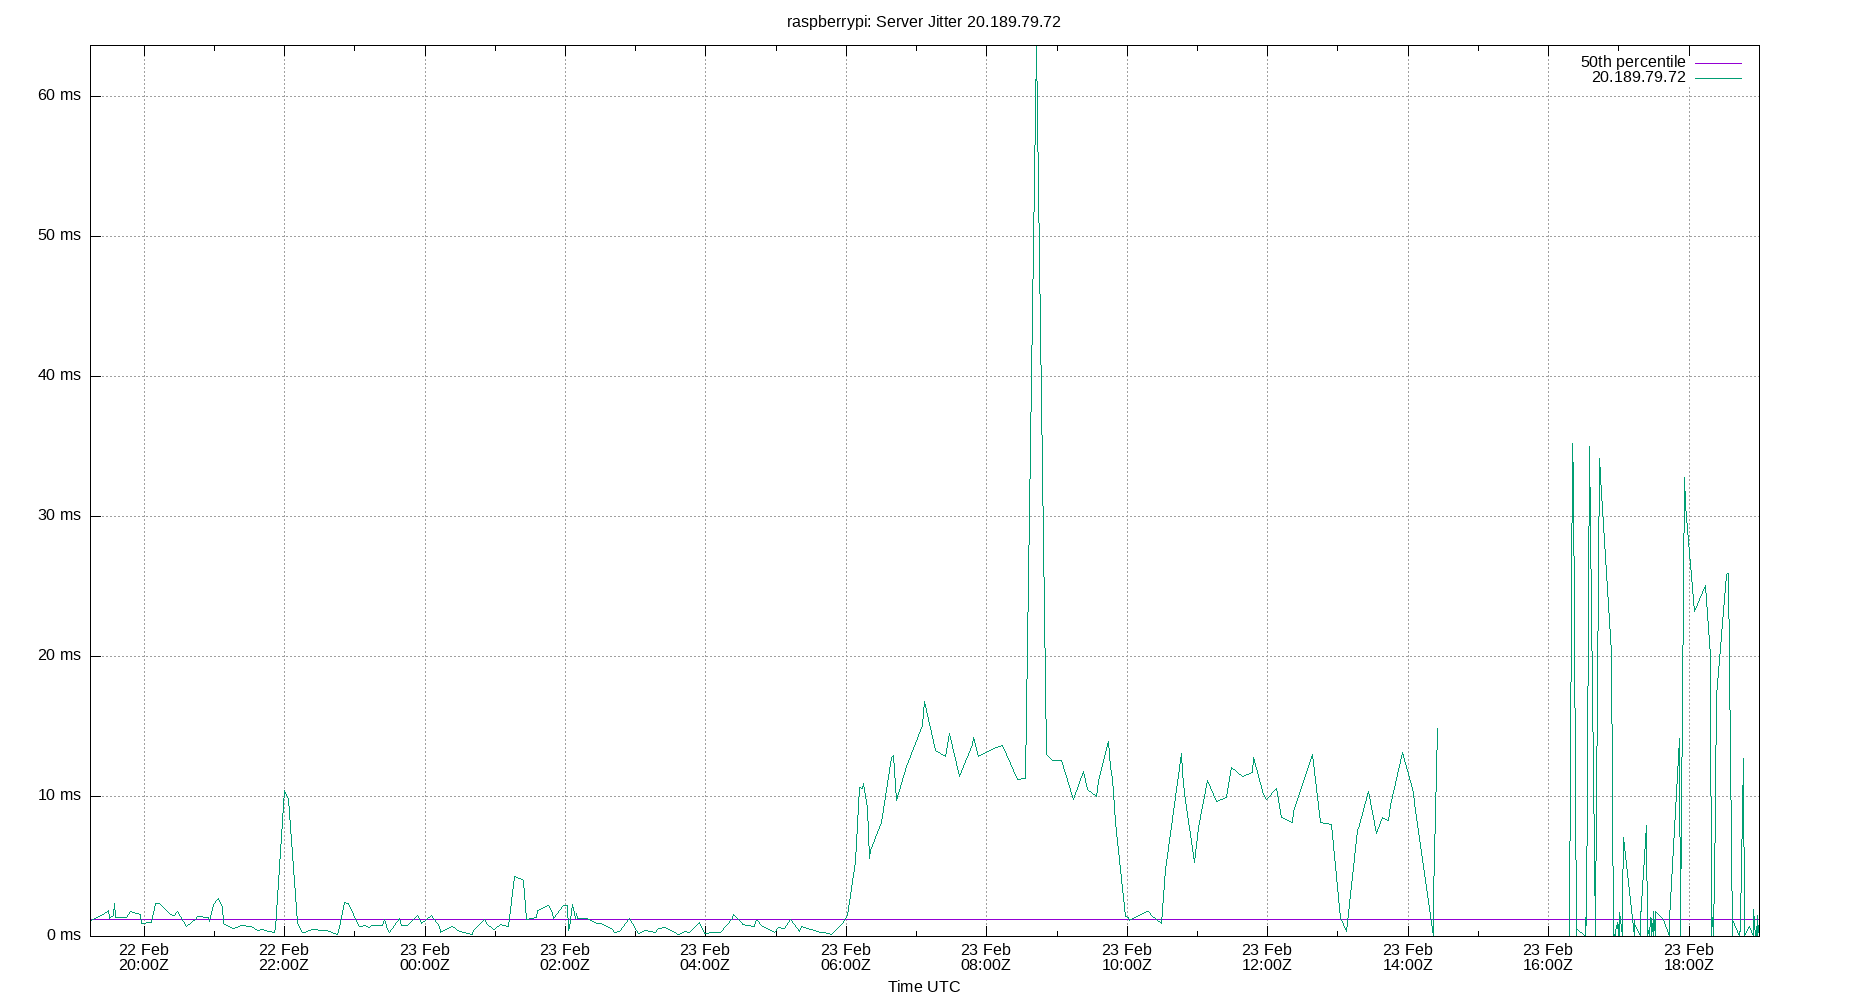 raspberrypi: Server Jitter 20.189.79.72
50th percentile
20.189.79.72
60 ms
50 ms
40 ms
30 ms
20 ms
10 ms
0 ms
22 Feb 22 Feb 23 Feb 23 Feb 23 Feb 23 Feb 23 Feb 23 Feb 23 Feb 23 Feb 23 Feb 23 Feb
20:00Z 22:00Z 00:00Z 02:00Z 04:00Z 06:00Z 08:00Z 10:00Z 12:00Z 14:00Z 16:00Z 18:00Z
Time UTC